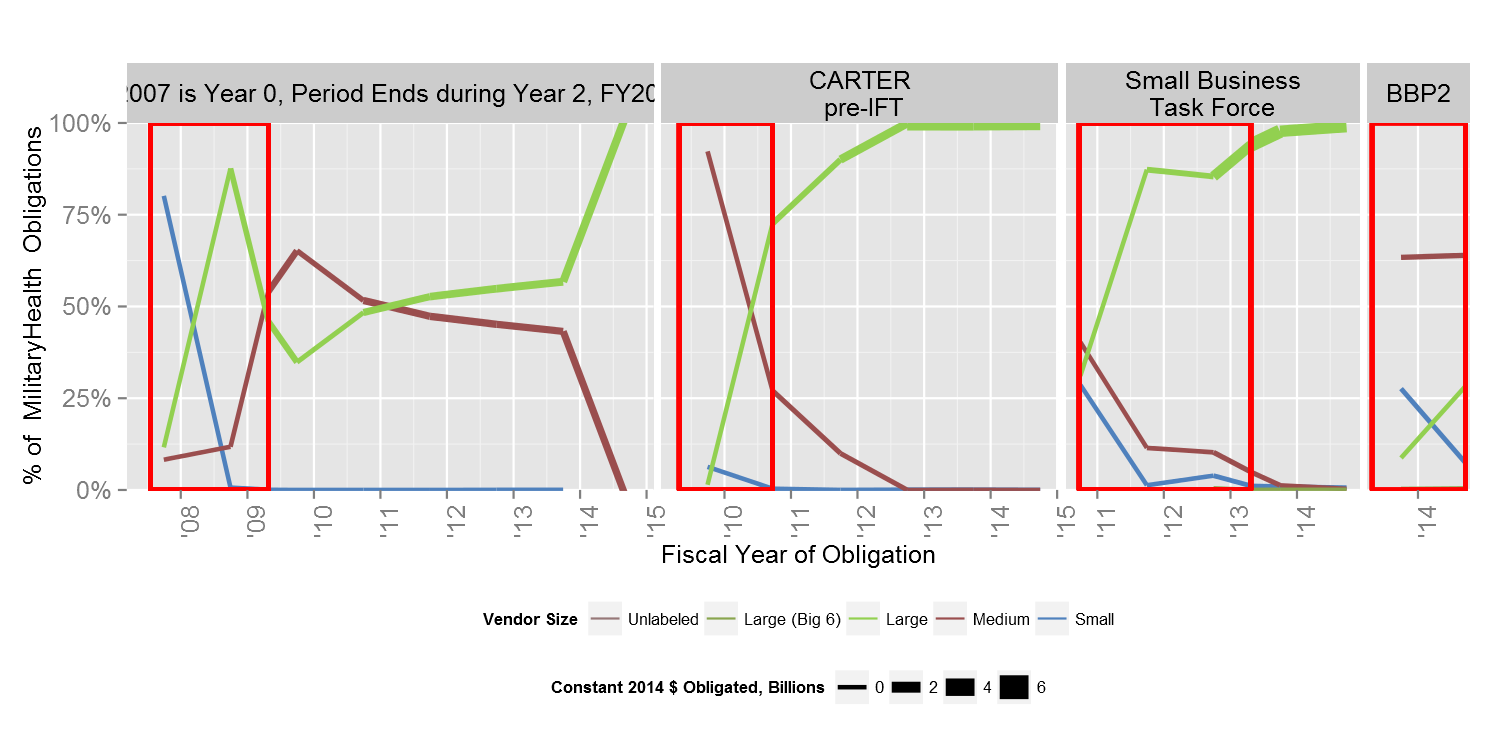 2007 is Year 0, Period Ends during Year 2, FY20
CARTER
pre-IFT
Small Business
Task Force
BBP2
% of MilitaryHealth Obligations
100%
75%
50%
25%
0%
'08 '09 '10 '11 '12 '13 '14 '15
'10 '11 '12 '13 '14 '15
'11 '12 '13 '14
'14
Fiscal Year of Obligation
Vendor Size Unlabeled Large (Big 6) Large Medium Small
Constant 2014 $ Obligated, Billions 0 2 4 6